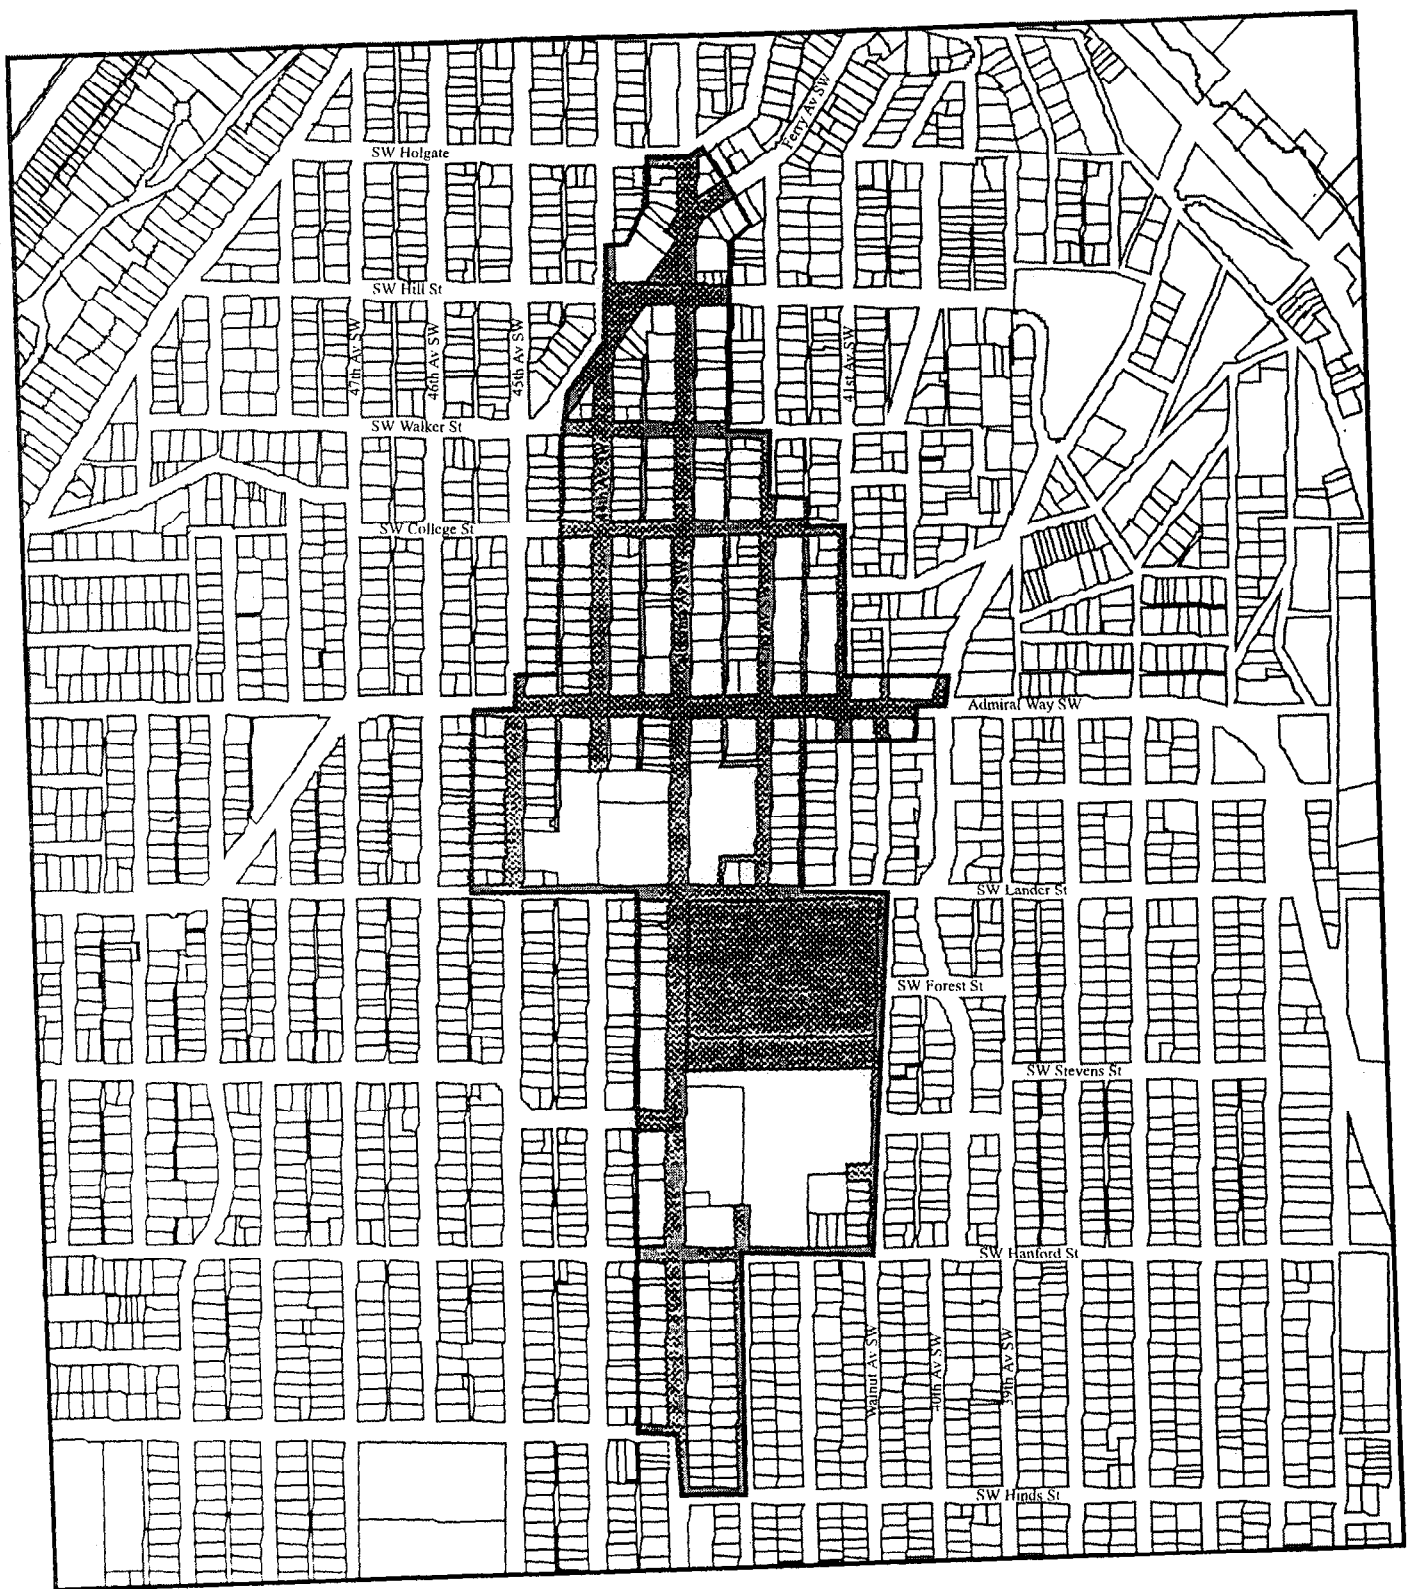 Ferry Av SW
SW Holgate
SW Hill St
47th Av SW
46th Av SW
45th Av SW
41st Av SW
SW Walker St
SW College St
Admiral Way SW
SW Lander St
SW Forest St
SW Stevens St
SW Hanford St
Walnut Av SW
40th Av SW
39th Av SW
SW Hinds St